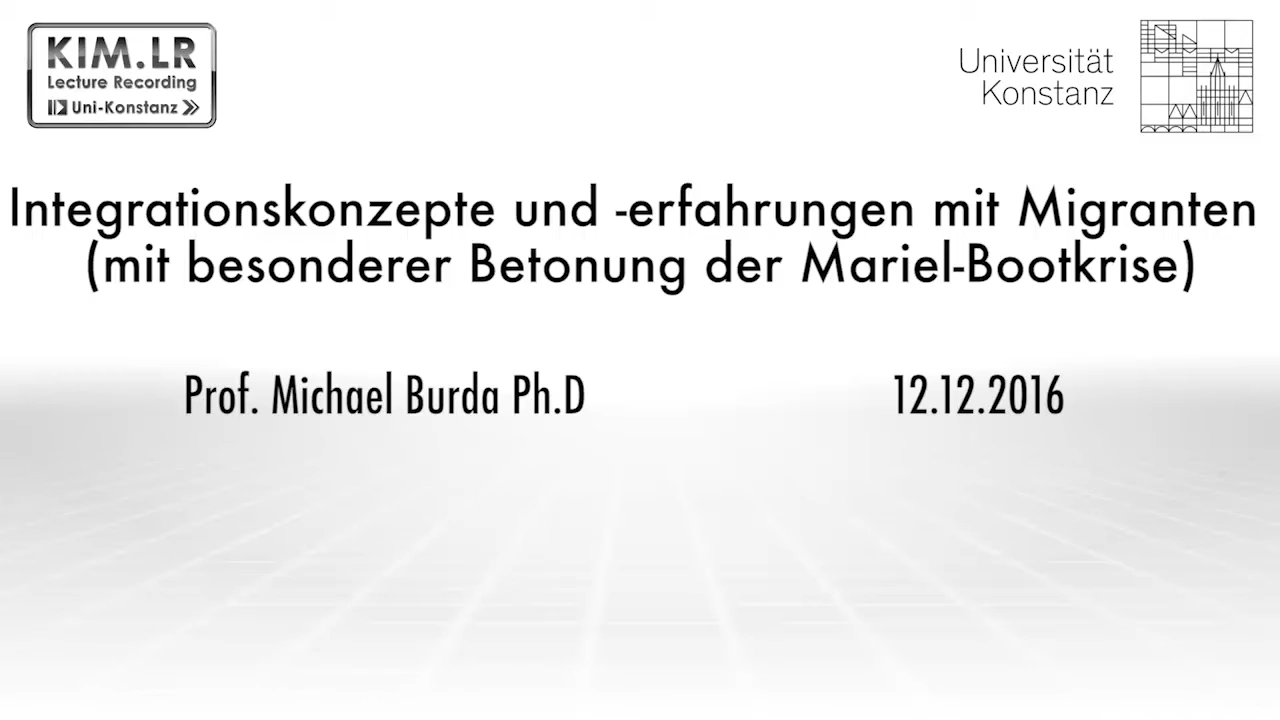 KIM.LR
Lecture Recording
Uni-Konstanz
Universität
Konstanz
Integrationskonzepte und -erfahrungen mit Migranten
(mit besonderer Betonung der Mariel-Bootkrise)
Prof. Michael Burda Ph.D
12.12.2016